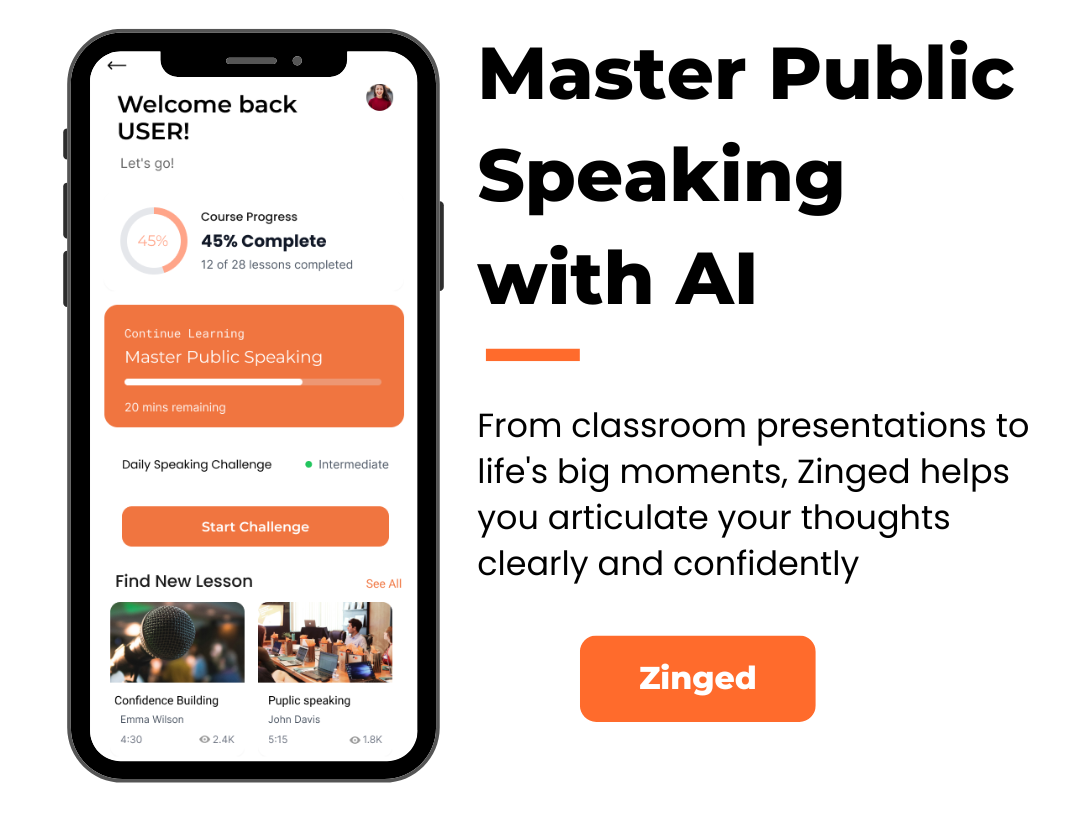 Welcome back
USER!
Let's go!
45%
Course Progress
45% Complete
12 of 28 lessons completed
Continue Learning
Master Public Speaking
20 mins remaining
Daily Speaking Challenge
Intermediate
Start Challenge
Find New Lesson
See All
Confidence Building
Emma Wilson
4:30
2.4K
Puplic speaking
John Davis
5:15
1.8K
Master Public
Speaking
with AI
From classroom presentations to
life's big moments, Zinged helps
you articulate your thoughts
clearly and confidently
Zinged